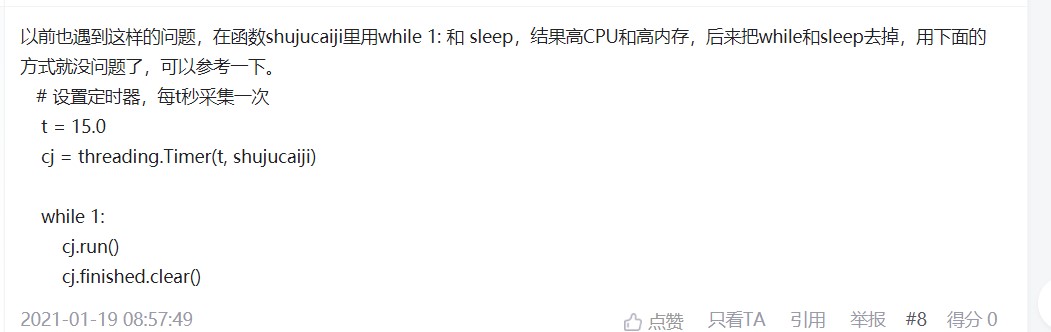 以前也遇到这样的问题，在函数shujucaiji里用while 1: 和 sleep，结果高CPU和高内存，后来把while和sleep去掉，用下面的
方式就没问题了，可以参考一下。
# 设置定时器，每t秒采集一次
t = 15.0
cj = threading.Timer(t, shujucaiji)
while 1:
cj.run()
cj.finished.clear()
2021-01-19 08:57:49 点赞 只看TA 引用 举报 #8 得分 0